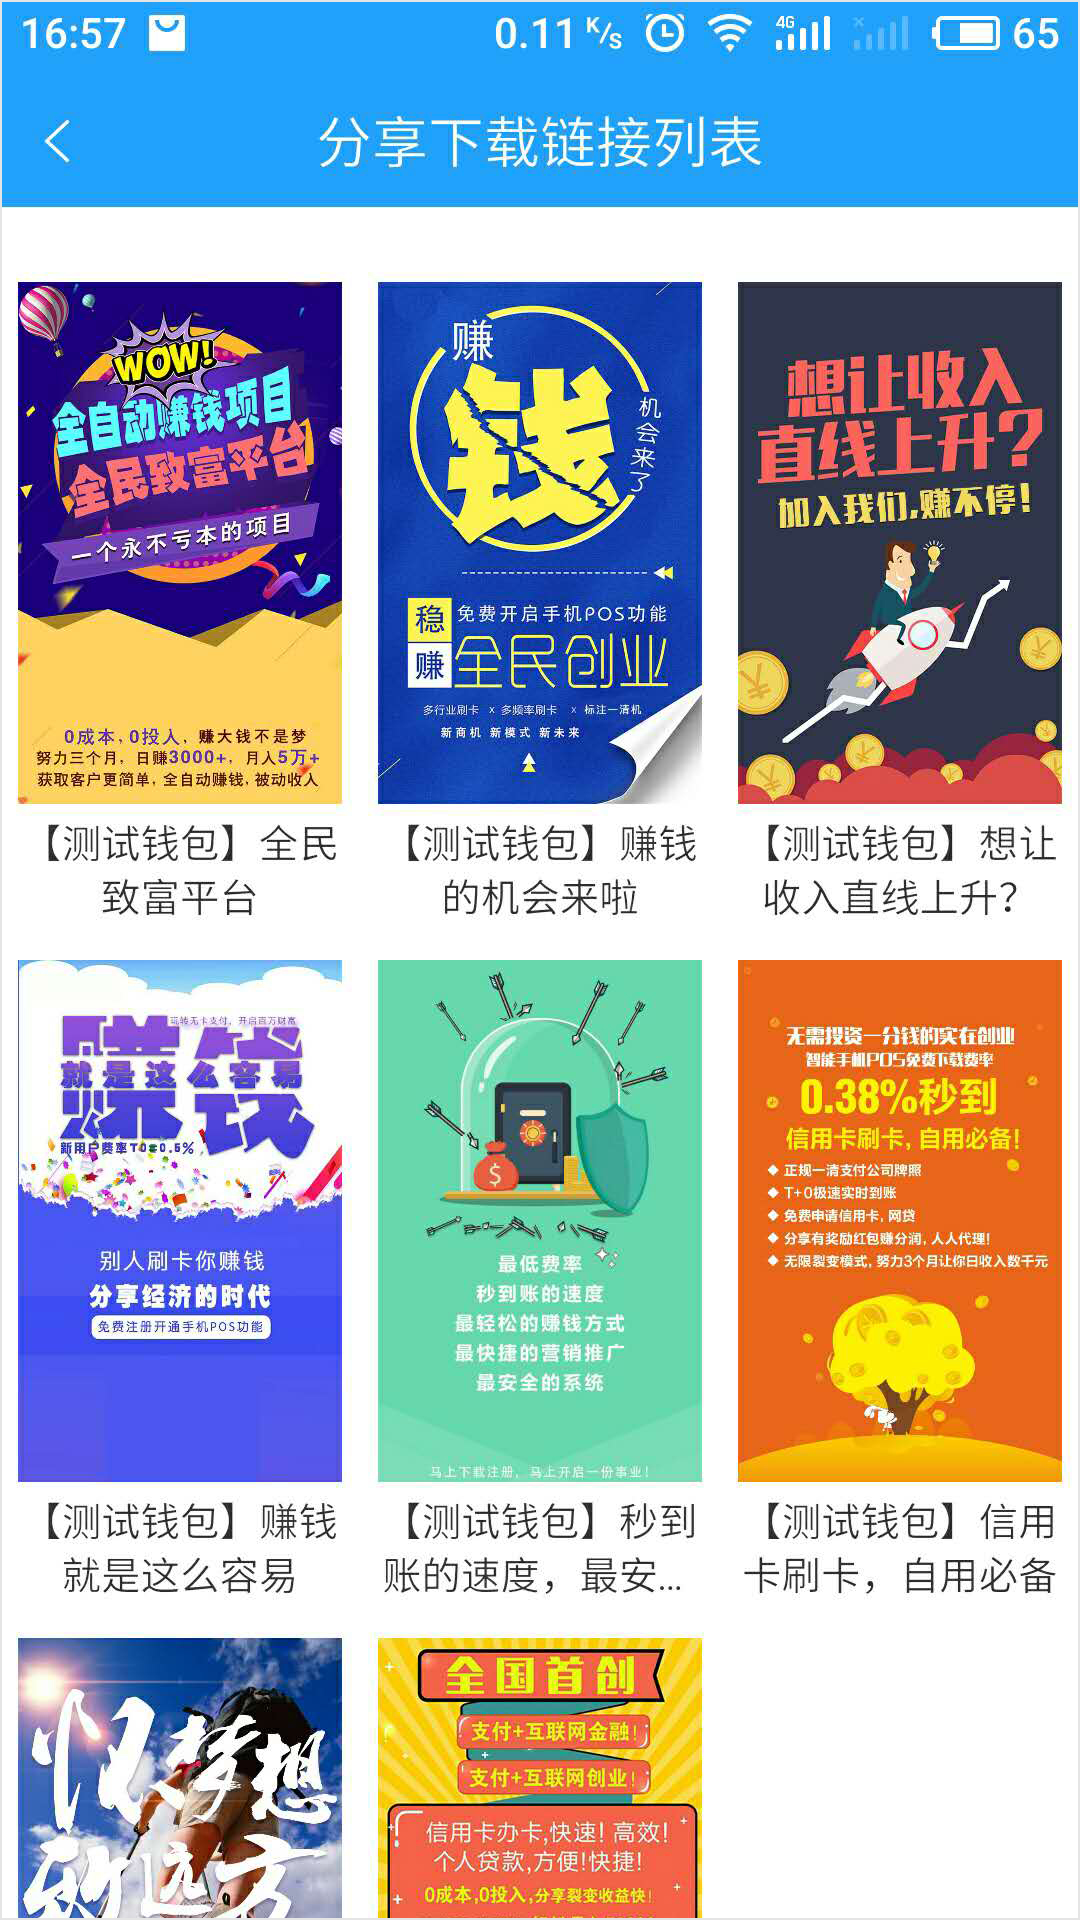 16:57
0.11 K/s
4G
65
分享下载链接列表
WOW!
全自动赚钱项目
全民致富平台
一个永不亏本的项目
0成本,0投入,赚大钱不是梦
努力三个月,日赚3000+,月入5万+
获取客户更简单,全自动赚钱,被动收入
【测试钱包】全民
致富平台
赚
钱
机会来了
稳赚
免费开启手机POS功能
全民创业
多行业刷卡 x 多频率刷卡 x 标注一清机
新商机 新模式 新未来
【测试钱包】赚钱
的机会来啦
想让收入
直线上升?
加入我们,赚不停!
【测试钱包】想让
收入直线上升?
玩转无卡支付,开启百万财富
赚钱
就是这么容易
新用户费率T0≤0.5%
别人刷卡你赚钱
分享经济的时代
免费注册开通手机POS功能
【测试钱包】赚钱
就是这么容易
最低费率
秒到账的速度
最轻松的赚钱方式
最快捷的营销推广
最安全的系统
马上下载注册,马上开启一份事业!
【测试钱包】秒到
账的速度,最安...
无需投资一分钱的实在创业
智能手机POS免费下载费率
0.38%秒到
信用卡刷卡,自用必备!
正规一清支付公司牌照
T+0极速实时到账
免费申请信用卡,网贷
分享有奖励红包赚分润,人人代理!
无限裂变模式,努力3个月让你日收入数千元
【测试钱包】信用
卡刷卡,自用必备
梦想
远方
全国首创
支付+互联网金融!
支付+互联网创业!
信用卡办卡,快速!高效!
个人贷款,方便!快捷!
0成本,0投入,分享裂变收益快!